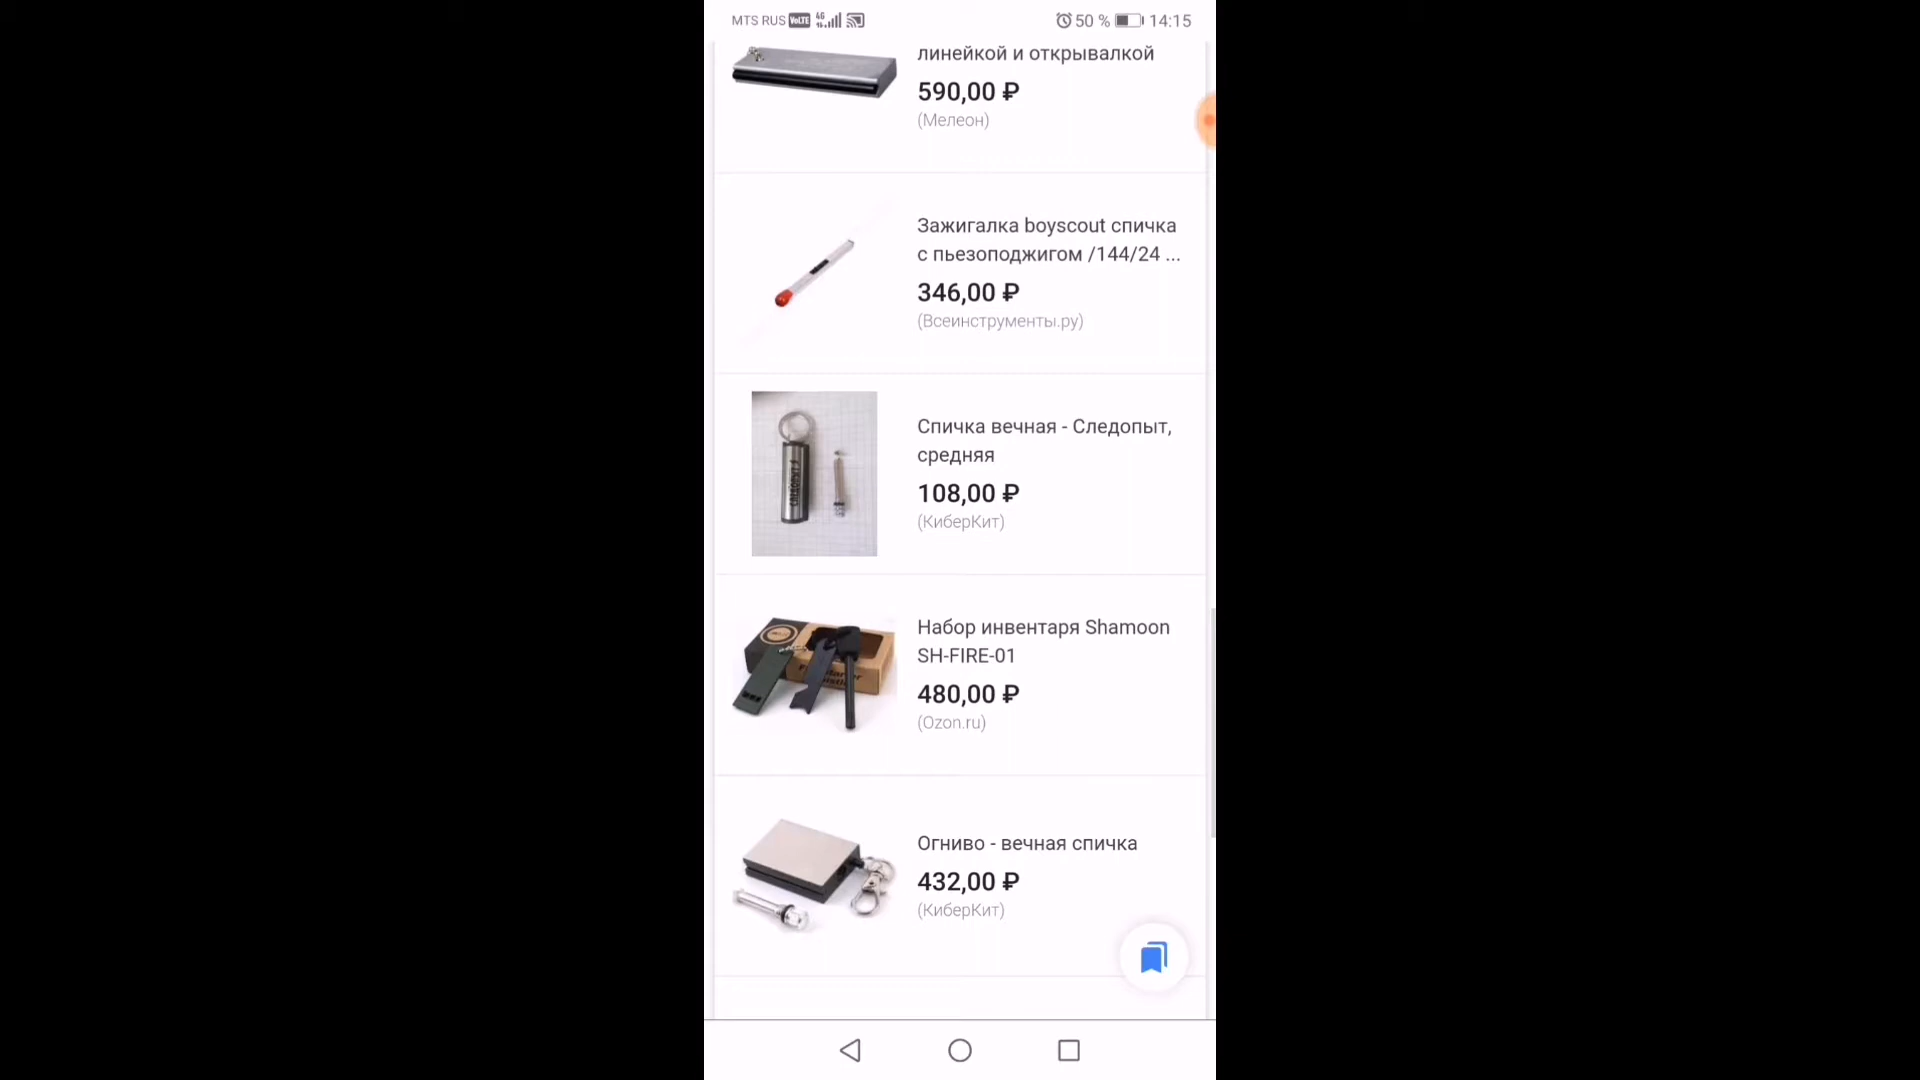 MTS RUS VoLTE 4G 50 % 14:15
линейкой и открывалкой
590,00 ₽
(Мелеон)
Зажигалка boyscout спичка
с пьезоподжигом /144/24 ...
346,00 ₽
(Всеинструменты.ру)
Спичка вечная - Следопыт,
средняя
108,00 ₽
(КиберКит)
Набор инвентаря Shamoon
SH-FIRE-01
480,00 ₽
(Ozon.ru)
Огниво - вечная спичка
432,00 ₽
(КиберКит)